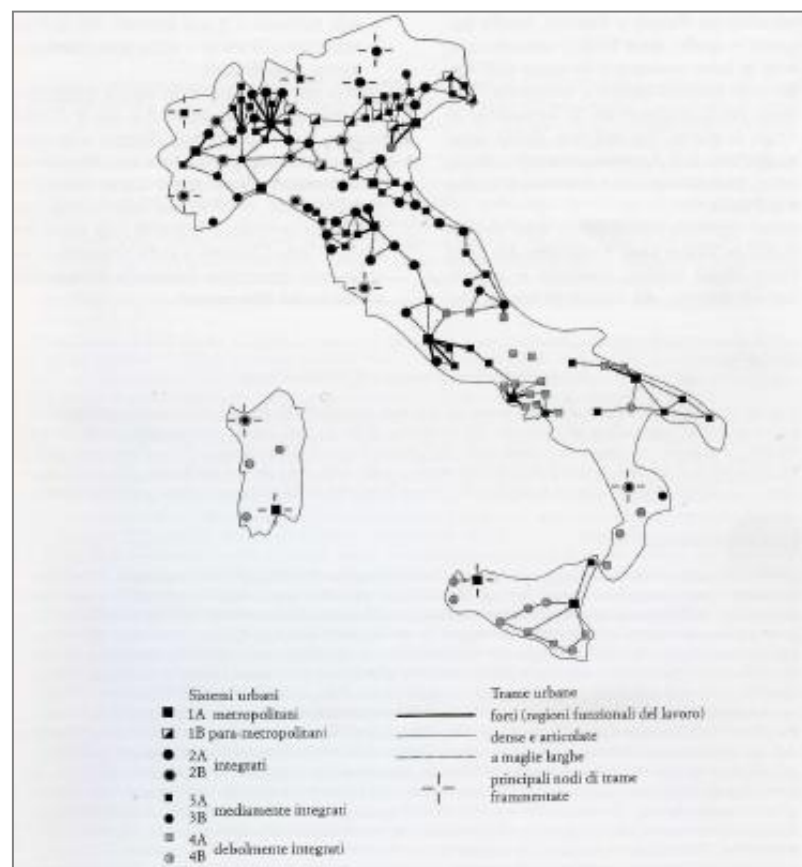 Sistemi urbani
1A metropolitani
1B para-metropolitani
2A
integrati
2B
3A
mediamente integrati
3B
4A
debolmente integrati
4B
Trame urbane
forti (regioni funzionali del lavoro)
dense e articolate
a maglie larghe
principali nodi di trame
frammentate